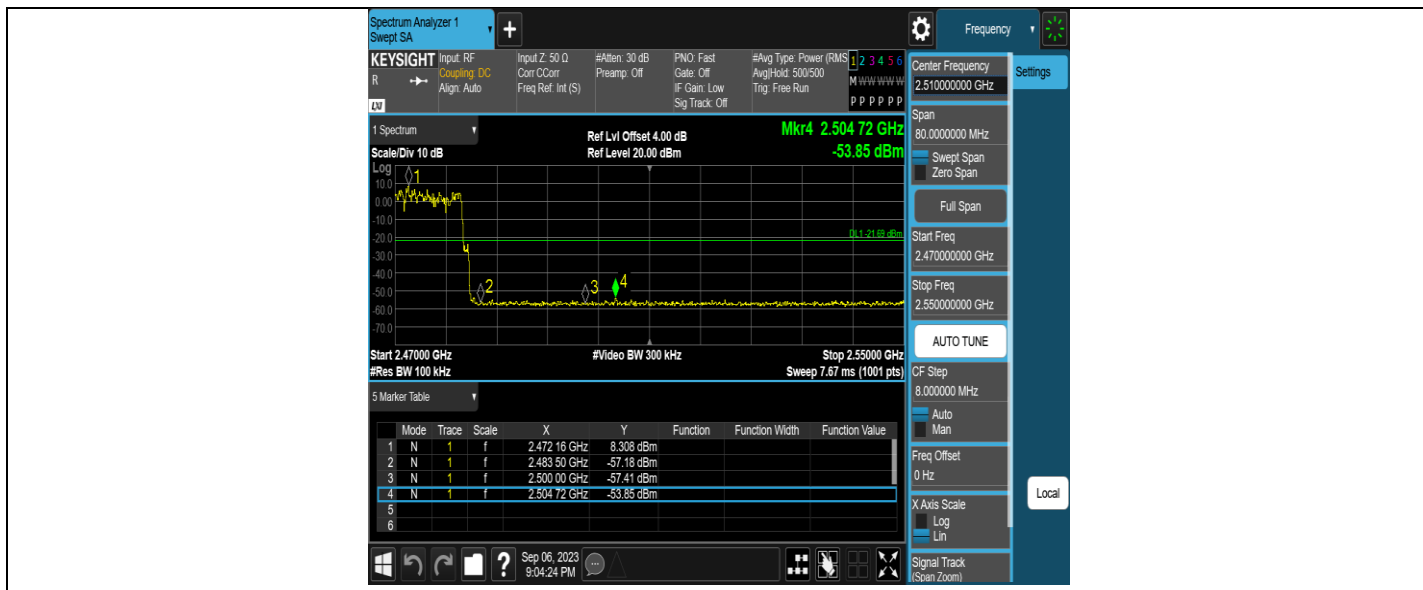 Spectrum Analyzer 1
Swept SA
+
Frequency
KEYSIGHT
R
LXI
Input: RF
Coupling: DC
Align: Auto
Input Z: 50 Ω
Corr CCorr
Freq Ref: Int (S)
#Atten: 30 dB
Preamp: Off
PNO: Fast
Gate: Off
IF Gain: Low
Sig Track: Off
#Avg Type: Power (RMS
Avg|Hold: 500/500
Trig: Free Run
1 2 3 4 5 6
M W W W W W
P P P P P P
1 Spectrum
Scale/Div 10 dB
Ref Lvl Offset 4.00 dB
Ref Level 20.00 dBm
Mkr4 2.504 72 GHz
-53.85 dBm
Log
10.0
0.00
-10.0
-20.0
-30.0
-40.0
-50.0
-60.0
-70.0
1
2
3
4
DL1 -21.69 dBm
Start 2.47000 GHz
#Video BW 300 kHz
Stop 2.55000 GHz
#Res BW 100 kHz
Sweep 7.67 ms (1001 pts)
5 Marker Table
Mode Trace Scale X Y Function Function Width Function Value
1 N 1 f 2.472 16 GHz 8.308 dBm
2 N 1 f 2.483 50 GHz -57.18 dBm
3 N 1 f 2.500 00 GHz -57.41 dBm
4 N 1 f 2.504 72 GHz -53.85 dBm
5
6
?
Sep 06, 2023
9:04:24 PM
Center Frequency
2.510000000 GHz
Span
80.0000000 MHz
Swept Span
Zero Span
Full Span
Start Freq
2.470000000 GHz
Stop Freq
2.550000000 GHz
AUTO TUNE
CF Step
8.000000 MHz
Auto
Man
Freq Offset
0 Hz
X Axis Scale
Log
Lin
Signal Track
(Span Zoom)
Settings
Local